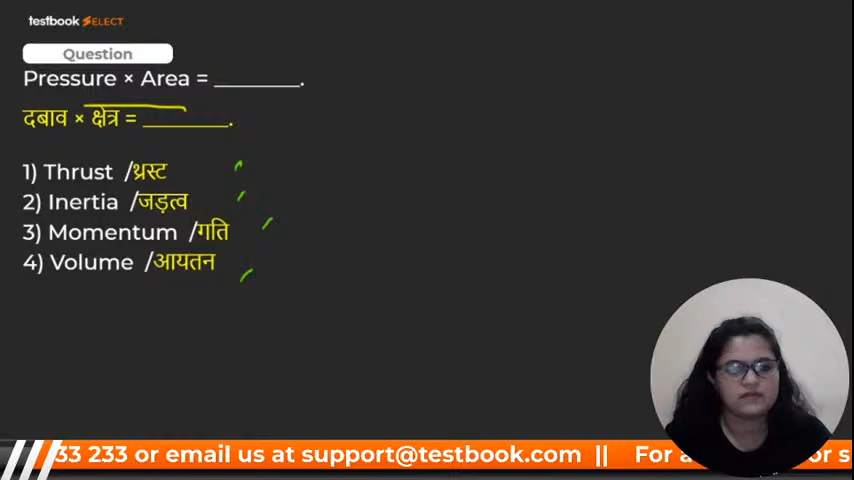 testbook SELECT
Question
Pressure × Area = ________.
दबाव × क्षेत्र = ________.
1) Thrust /थ्रस्ट
2) Inertia /जड़त्व
3) Momentum /गति
4) Volume /आयतन
33 233 or email us at support@testbook.com || For a